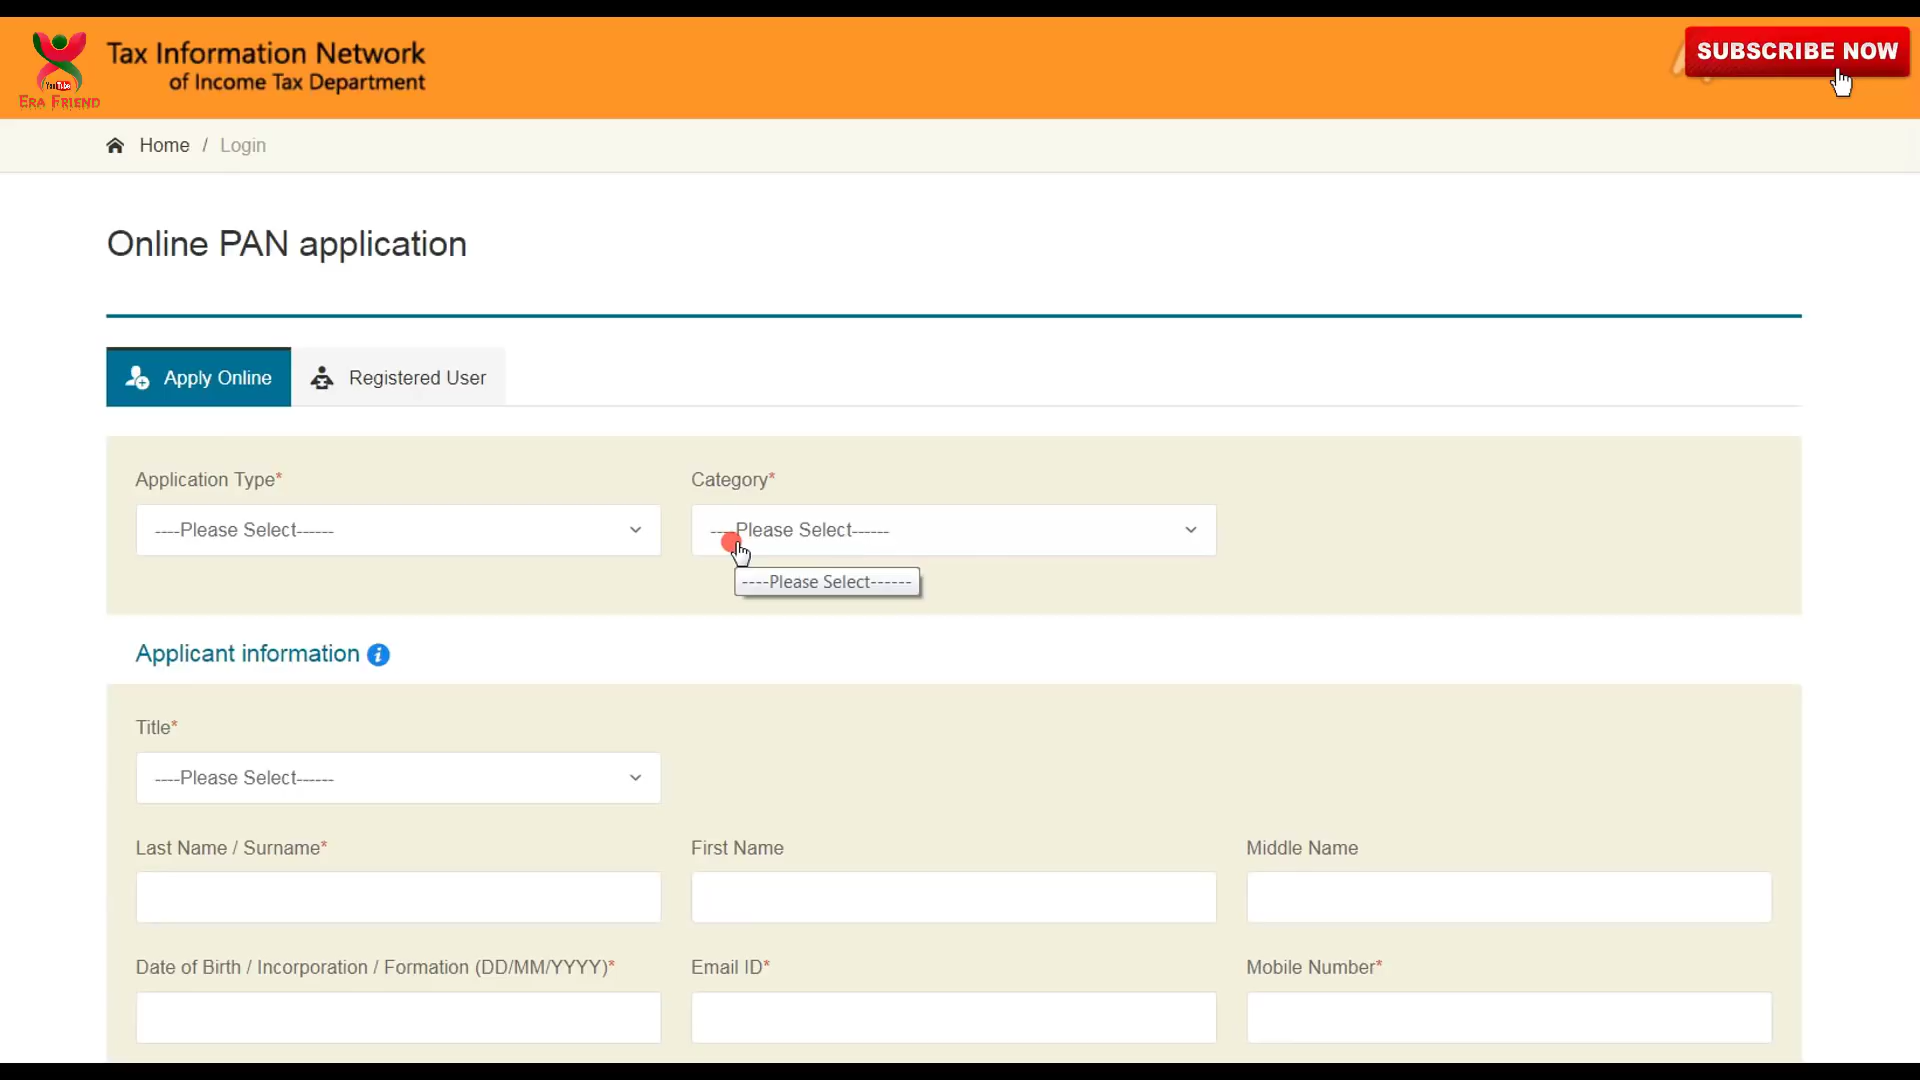 Tax Information Network
of Income Tax Department
SUBSCRIBE NOW
You Tube
ERA FRIEND
Home / Login
Online PAN application
Apply Online
Registered User
Application Type*
Category*
----Please Select------
----Please Select------
----Please Select------
Applicant information i
Title*
----Please Select------
Last Name / Surname*
First Name
Middle Name
Date of Birth / Incorporation / Formation (DD/MM/YYYY)*
Email ID*
Mobile Number*